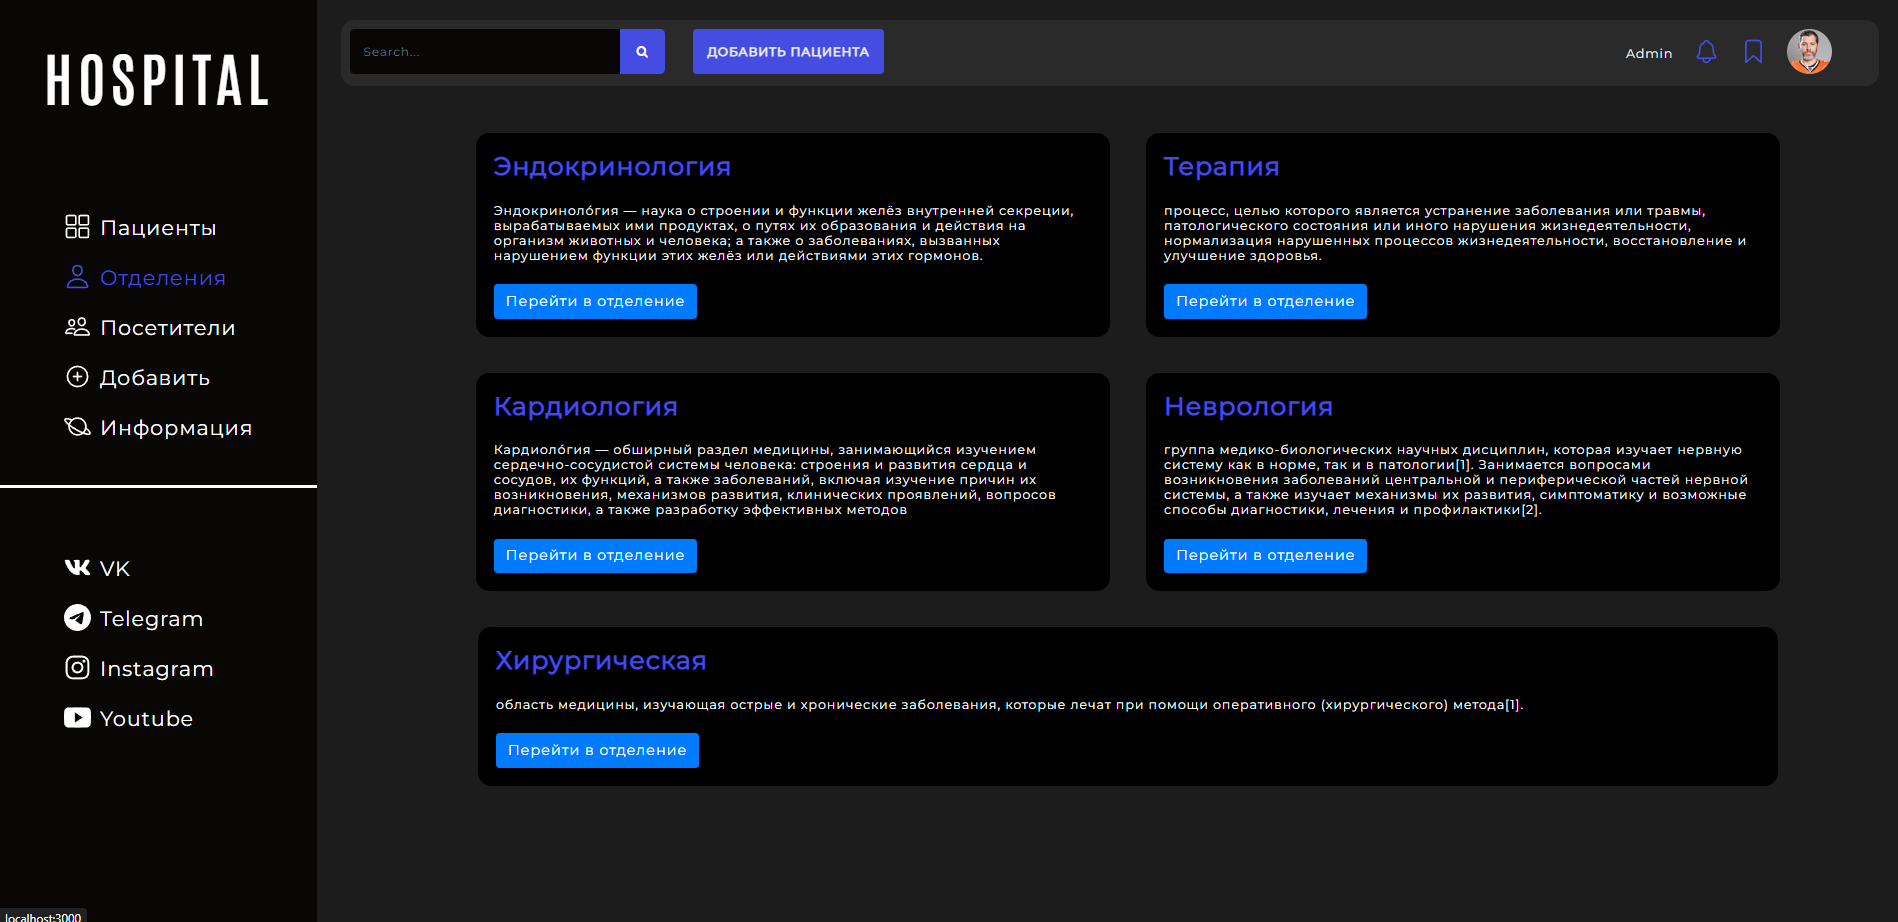 HOSPITAL
Пациенты
Отделения
Посетители
Добавить
Информация
VK
Telegram
Instagram
Youtube
Search...
ДОБАВИТЬ ПАЦИЕНТА
Admin
Эндокринология
Эндокриноло́гия — наука о строении и функции желёз внутренней секреции,
вырабатываемых ими продуктах, о путях их образования и действия на
организм животных и человека; а также о заболеваниях, вызванных
нарушением функции этих желёз или действиями этих гормонов.
Перейти в отделение
Терапия
процесс, целью которого является устранение заболевания или травмы,
патологического состояния или иного нарушения жизнедеятельности,
нормализация нарушенных процессов жизнедеятельности, восстановление и
улучшение здоровья.
Перейти в отделение
Кардиология
Кардиоло́гия — обширный раздел медицины, занимающийся изучением
сердечно-сосудистой системы человека: строения и развития сердца и
сосудов, их функций, а также заболеваний, включая изучение причин их
возникновения, механизмов развития, клинических проявлений, вопросов
диагностики, а также разработку эффективных методов
Перейти в отделение
Неврология
группа медико-биологических научных дисциплин, которая изучает нервную
систему как в норме, так и в патологии[1]. Занимается вопросами
возникновения заболеваний центральной и периферической частей нервной
системы, а также изучает механизмы их развития, симптоматику и возможные
способы диагностики, лечения и профилактики[2].
Перейти в отделение
Хирургическая
область медицины, изучающая острые и хронические заболевания, которые лечат при помощи оперативного (хирургического) метода[1].
Перейти в отделение
localhost:3000